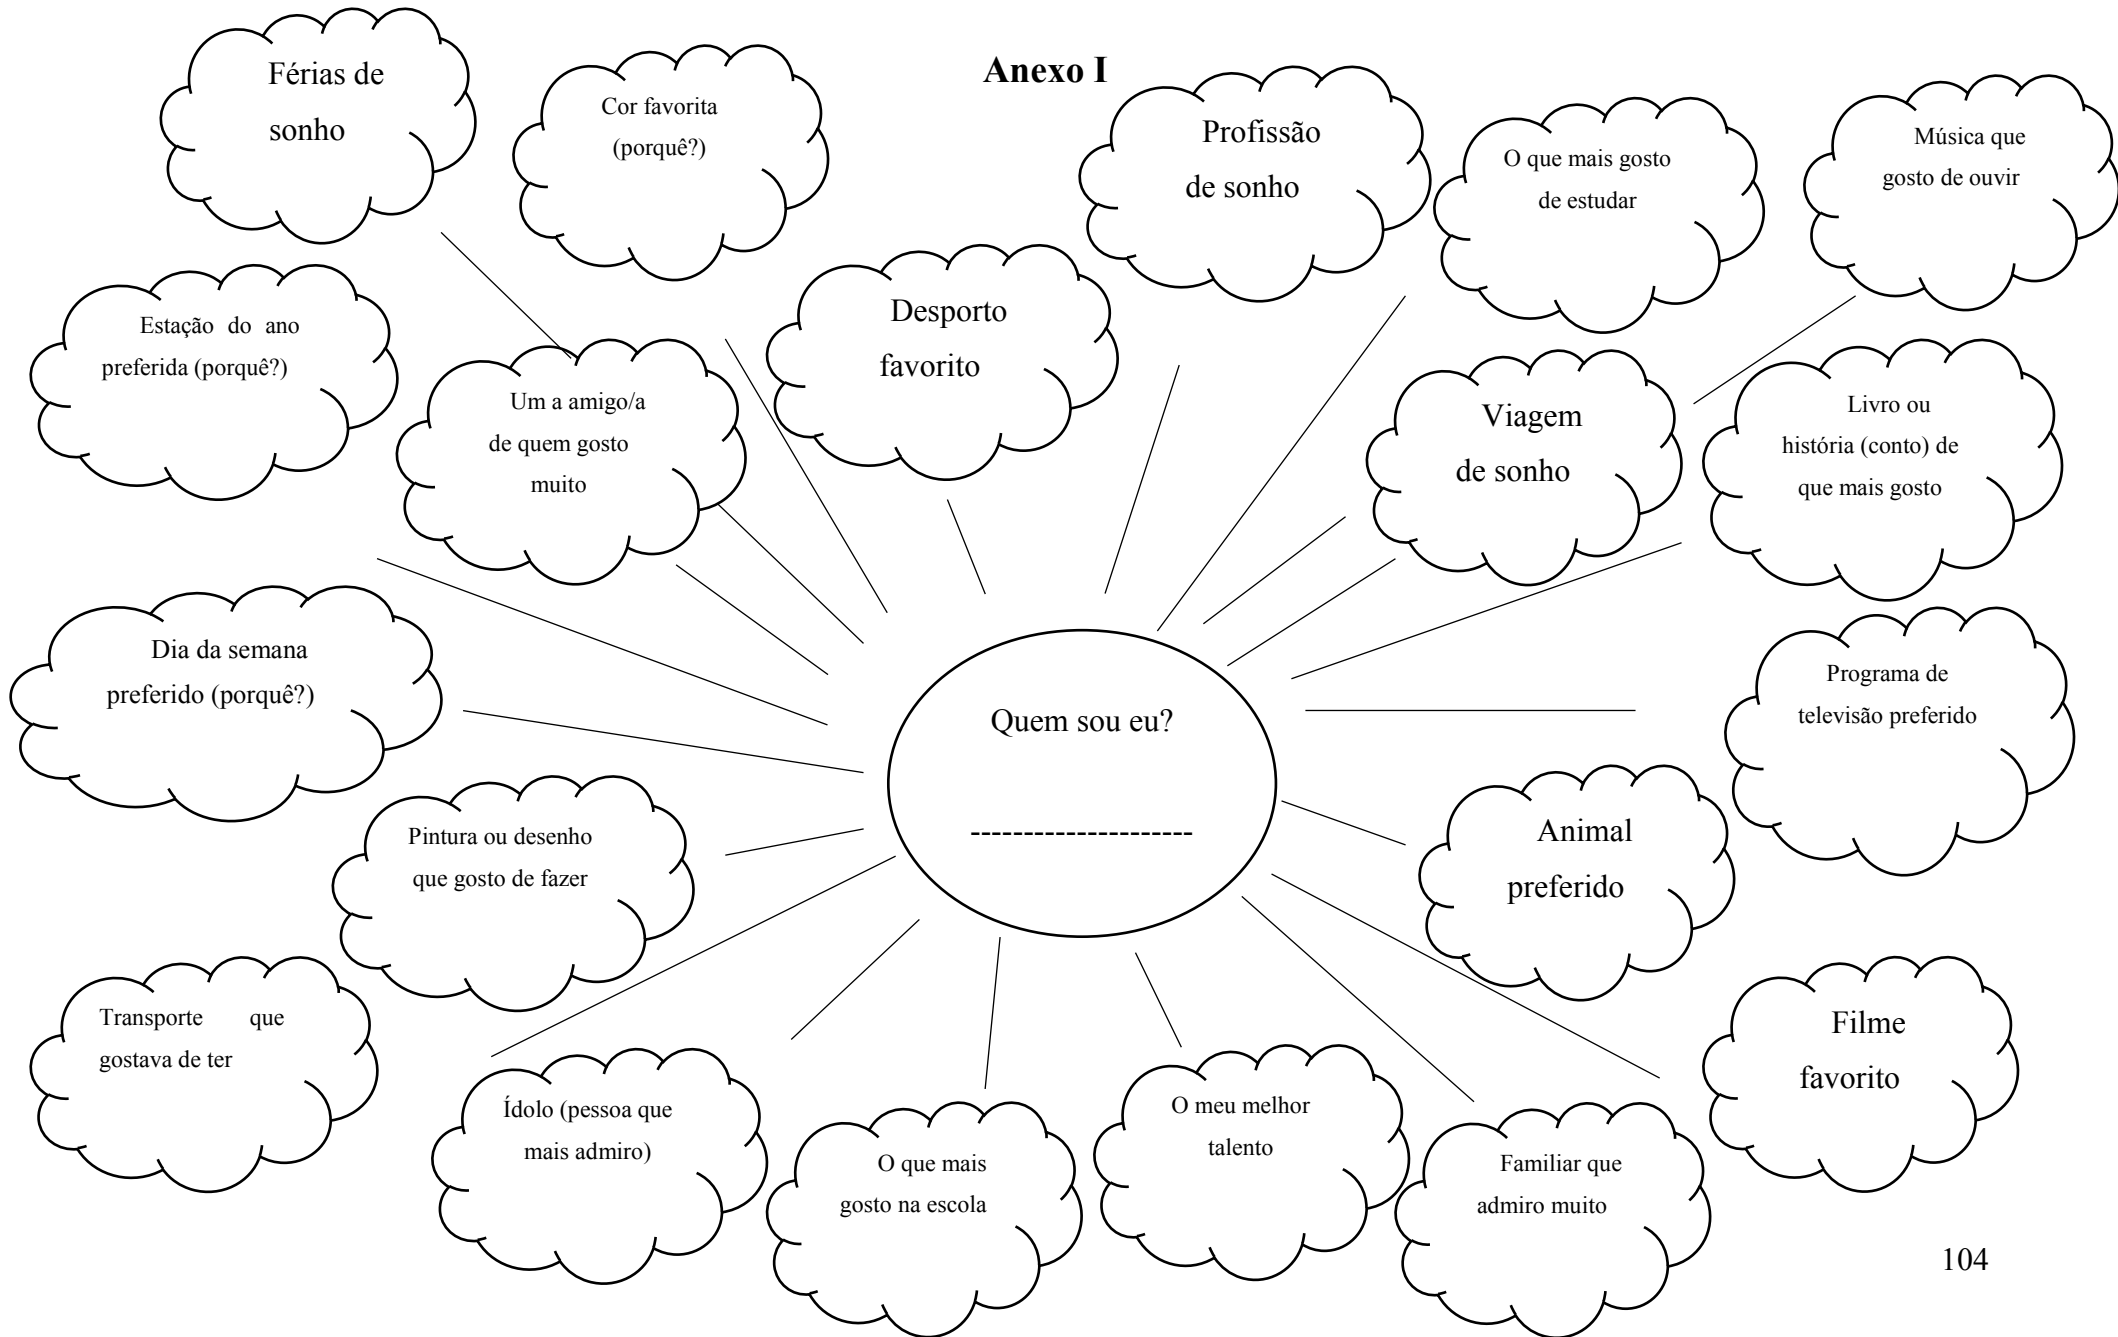 Anexo I
Férias de
sonho
Cor favorita
(porquê?)
Profissão
de sonho
O que mais gosto
de estudar
Música que
gosto de ouvir
Estação do ano
preferida (porquê?)
Um a amigo/a
de quem gosto
muito
Desporto
favorito
Viagem
de sonho
Livro ou
história (conto) de
que mais gosto
Dia da semana
preferido (porquê?)
Quem sou eu?
---------------------
Programa de
televisão preferido
Pintura ou desenho
que gosto de fazer
Animal
preferido
Transporte que
gostava de ter
Ídolo (pessoa que
mais admiro)
O que mais
gosto na escola
O meu melhor
talento
Familiar que
admiro muito
Filme
favorito
104